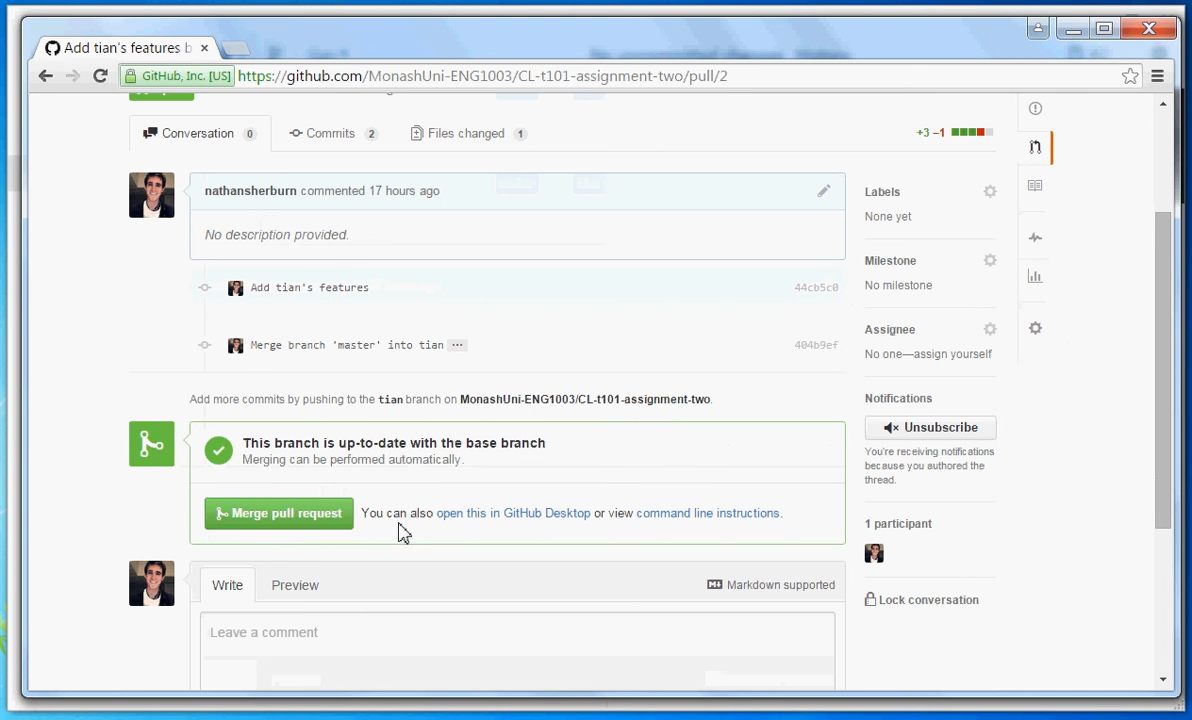 Add tian's features b
GitHub, Inc. [US] https://github.com/MonashUni-ENG1003/CL-t101-assignment-two/pull/2
Conversation 0 Commits 2 Files changed 1 +3 −1
nathansherburn commented 17 hours ago
No description provided.
Add tian's features 44cb5c0
Merge branch 'master' into tian ··· 404b9ef
Add more commits by pushing to the tian branch on MonashUni-ENG1003/CL-t101-assignment-two.
This branch is up-to-date with the base branch
Merging can be performed automatically.
Merge pull request You can also open this in GitHub Desktop or view command line instructions.
Write Preview Markdown supported
Leave a comment
Labels
None yet
Milestone
No milestone
Assignee
No one—assign yourself
Notifications
Unsubscribe
You're receiving notifications
because you authored the
thread.
1 participant
Lock conversation